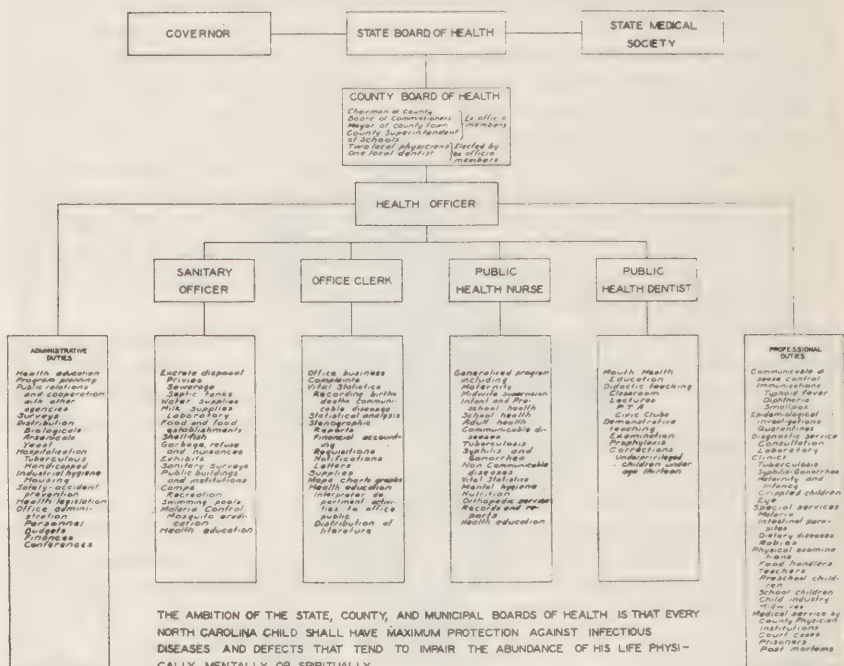 GOVERNOR
STATE BOARD OF HEALTH
STATE MEDICAL
SOCIETY
COUNTY BOARD OF HEALTH
Chairman of County
Board of Commissioners
Mayor of county town
County Superintendent
of Schools
Ex officio
members
Two local physicians
One local dentist
Elected by
ex officio
members
HEALTH OFFICER
SANITARY
OFFICER
OFFICE CLERK
PUBLIC
HEALTH NURSE
PUBLIC
HEALTH DENTIST
ADMINISTRATIVE
DUTIES
Health education
Program planning
Public relations
and cooperation
with other
agencies
Surveys
Distribution
Biologicals
Arsenicals
Yeast
Hospitalization
Tuberculous
Handicapped
Industrial hygiene
Housing
Safety-accident
prevention
Health legislation
Office admini-
stration
Personnel
Budgets
Finances
Conferences
Excreta disposal
Privies
Sewerage
Septic tanks
Water Supplies
Milk Supplies
Laboratory
Food and food
establishments
Shell-fish
Garbage, refuse
and nuisances
Exhibits
Sanitary Surveys
Public buildings
and institutions
Camps
Recreation
Swimming pools
Malaria Control
Mosquito eradi-
cation
Health education
Office business
Complaints
Vital Statistics
Recording births
deaths communi-
cable disease
Statistical analysis
Stenographic
Reports
Financial account-
ing
Requisitions
Notifications
Letters
Supplies
Maps Charts graphs
Health education
Interpreter de-
partment activi-
ties to office
public
Distribution of
literature
Generalized program
including
Maternity
Midwife supervision
Infant and Pre-
school health
School health
Adult health
Communicable di-
seases
Tuberculosis
Syphilis and
Gonorrhea
Non Communicable
diseases
Vital Statistics
Mental hygiene
Nutrition
Orthopedic service
Records and re-
ports
Health education
Mouth Health
Education
Didactic teaching
Classroom
Lectures
P T A
Civic Clubs
Demonstrative
teaching
Examination
Prophylaxis
Corrections
Underprivileged
children under
age thirteen
PROFESSIONAL
DUTIES
Communicable di-
sease control
Immunizations
Typhoid fever
Diphtheria
Smallpox
Epidemiological
investigations
Quarantines
Diagnostic service
Consultation
Laboratory
Clinics
Tuberculosis
Syphilis-Gonorrhea
Maternity and
Infancy
Crippled children
Eye
Special services
Malaria
Intestinal para-
sites
Dietary diseases
Rabies
Physical examina-
tions
Food handlers
Teachers
Preschool child-
ren
School children
Child industry
Midwives
Medical service by
County Physician
Institutions
Court cases
Prisoners
Post mortems
THE AMBITION OF THE STATE, COUNTY, AND MUNICIPAL BOARDS OF HEALTH IS THAT EVERY
NORTH CAROLINA CHILD SHALL HAVE MAXIMUM PROTECTION AGAINST INFECTIOUS
DISEASES AND DEFECTS THAT TEND TO IMPAIR THE ABUNDANCE OF HIS LIFE PHYSI-
CALLY, MENTALLY, OR SPIRITUALLY